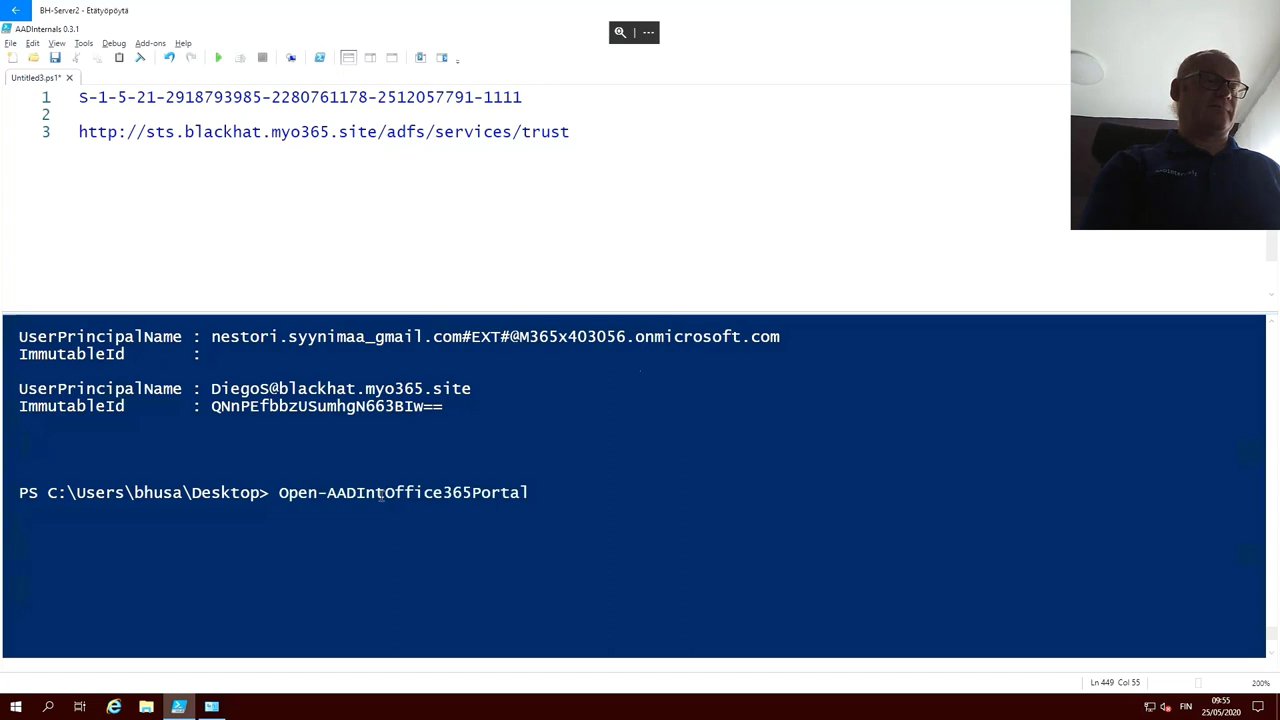 BH-Server2 - Etätyöpöytä
AADInternals 0.3.1
File Edit View Tools Debug Add-ons Help
Untitled3.ps1*
1 S-1-5-21-2918793985-2280761178-2512057791-1111
2
3 http://sts.blackhat.myo365.site/adfs/services/trust
UserPrincipalName : nestori.syynimaa_gmail.com#EXT#@M365x403056.onmicrosoft.com
ImmutableId :
UserPrincipalName : DiegoS@blackhat.myo365.site
ImmutableId : QNnPEfbbzUSumhgN663BIw==
PS C:\Users\bhusa\Desktop> Open-AADIntOffice365Portal
Ln 449 Col 55
200%
FIN
09:55
25/05/2020